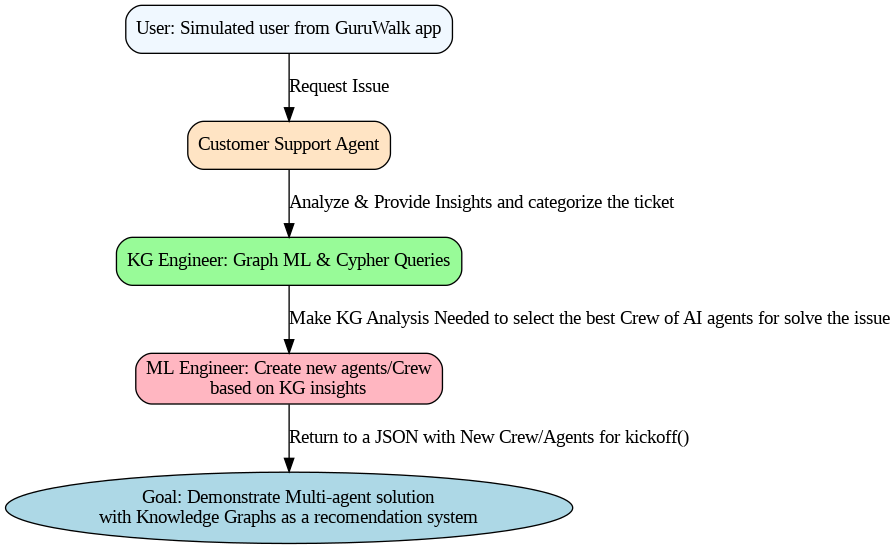 User: Simulated user from GuruWalk app
Request Issue
Customer Support Agent
Analyze & Provide Insights and categorize the ticket
KG Engineer: Graph ML & Cypher Queries
Make KG Analysis Needed to select the best Crew of AI agents for solve the issue
ML Engineer: Create new agents/Crew
based on KG insights
Return to a JSON with New Crew/Agents for kickoff()
Goal: Demonstrate Multi-agent solution
with Knowledge Graphs as a recomendation system